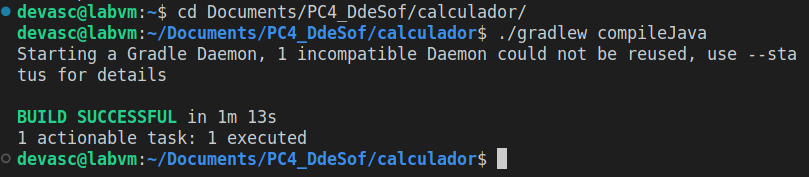 devasc@labvm:~$ cd Documents/PC4_DdeSof/calculador/
devasc@labvm:~/Documents/PC4_DdeSof/calculador$ ./gradlew compileJava
Starting a Gradle Daemon, 1 incompatible Daemon could not be reused, use --sta
tus for details
BUILD SUCCESSFUL in 1m 13s
1 actionable task: 1 executed
devasc@labvm:~/Documents/PC4_DdeSof/calculador$